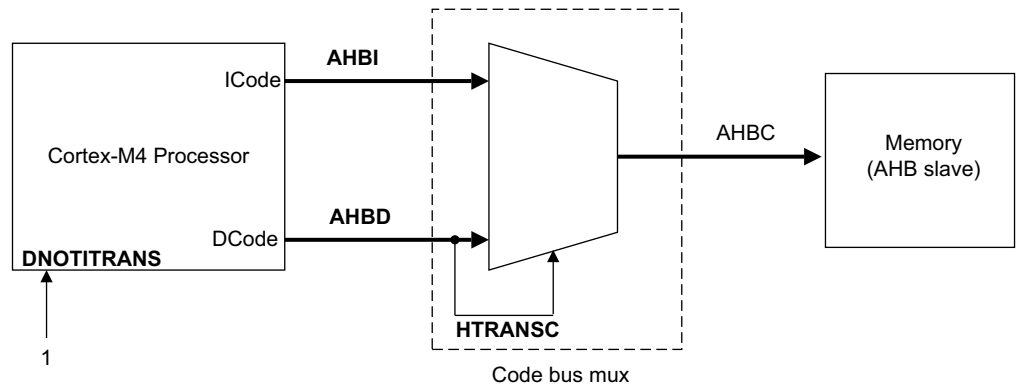 AHBI
ICode
Cortex-M4 Processor
AHBC
Memory
(AHB slave)
AHBD
DCode
DNOTITRANS
HTRANSC
1
Code bus mux